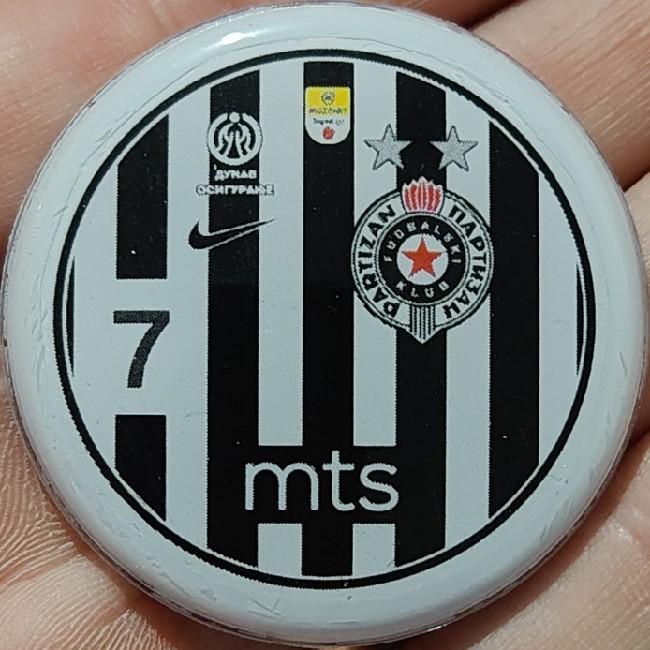 ДУНАВ
ОСИГУРАЊЕ
7
PARTIZAN ПАРТИЗАН
FUDBALSKI
KLUB
mts